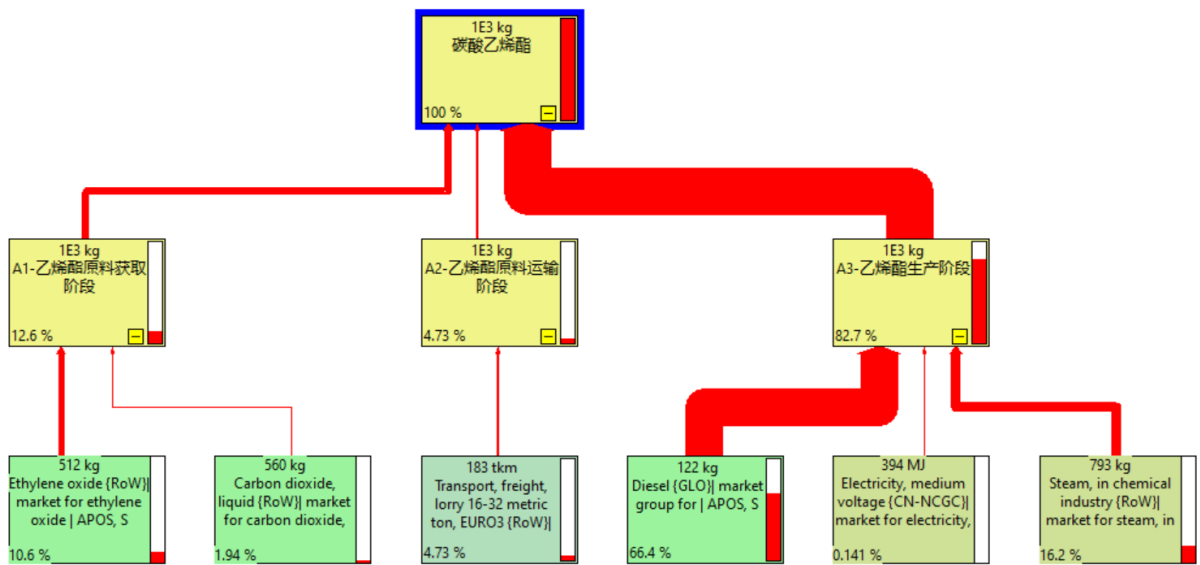 1E3 kg
碳酸乙烯酯
100 %
1E3 kg
A1-乙烯酯原料获取
阶段
12.6 %
1E3 kg
A2-乙烯酯原料运输
阶段
4.73 %
1E3 kg
A3-乙烯酯生产阶段
82.7 %
512 kg
Ethylene oxide {RoW}|
market for ethylene
oxide | APOS, S
10.6 %
560 kg
Carbon dioxide,
liquid {RoW}| market
for carbon dioxide,
1.94 %
183 tkm
Transport, freight,
lorry 16-32 metric
ton, EURO3 {RoW}|
4.73 %
122 kg
Diesel {GLO}| market
group for | APOS, S
66.4 %
394 MJ
Electricity, medium
voltage {CN-NCGC}|
market for electricity,
0.141 %
793 kg
Steam, in chemical
industry {RoW}|
market for steam, in
16.2 %